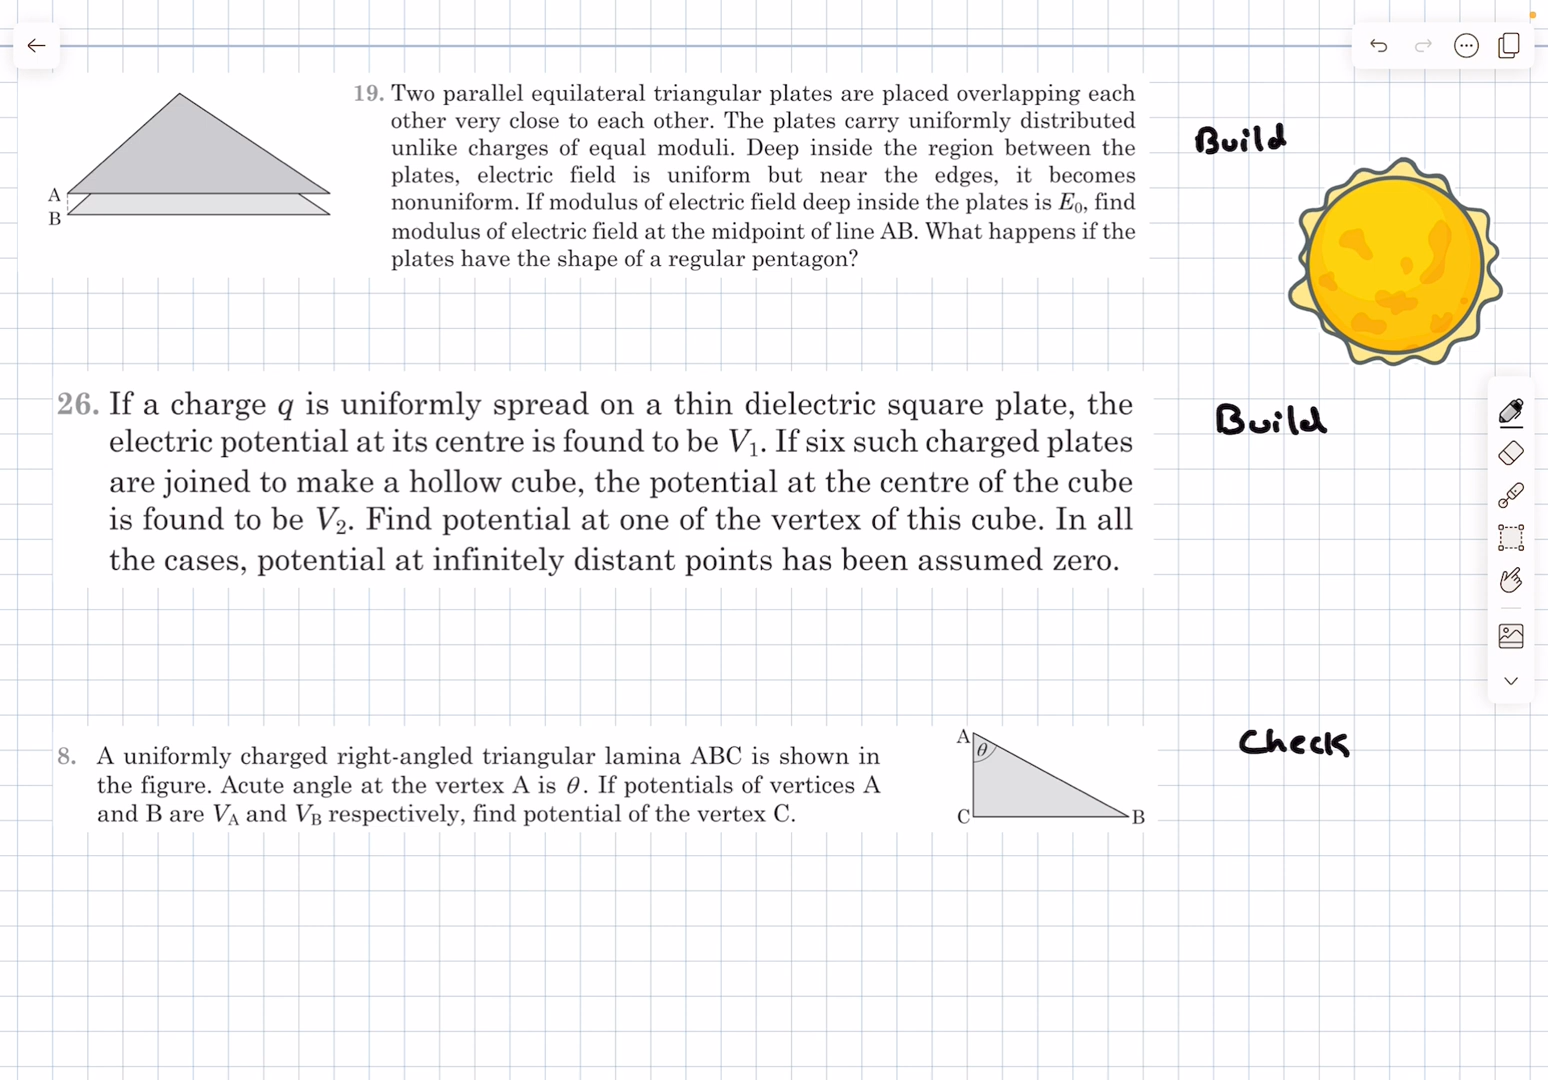 19. Two parallel equilateral triangular plates are placed overlapping each
other very close to each other. The plates carry uniformly distributed
unlike charges of equal moduli. Deep inside the region between the
plates, electric field is uniform but near the edges, it becomes
nonuniform. If modulus of electric field deep inside the plates is E₀, find
modulus of electric field at the midpoint of line AB. What happens if the
plates have the shape of a regular pentagon?
A
B
Build
26. If a charge q is uniformly spread on a thin dielectric square plate, the
electric potential at its centre is found to be V₁. If six such charged plates
are joined to make a hollow cube, the potential at the centre of the cube
is found to be V₂. Find potential at one of the vertex of this cube. In all
the cases, potential at infinitely distant points has been assumed zero.
Build
8. A uniformly charged right-angled triangular lamina ABC is shown in
the figure. Acute angle at the vertex A is θ. If potentials of vertices A
and B are V_A and V_B respectively, find potential of the vertex C.
A
θ
C
B
Check